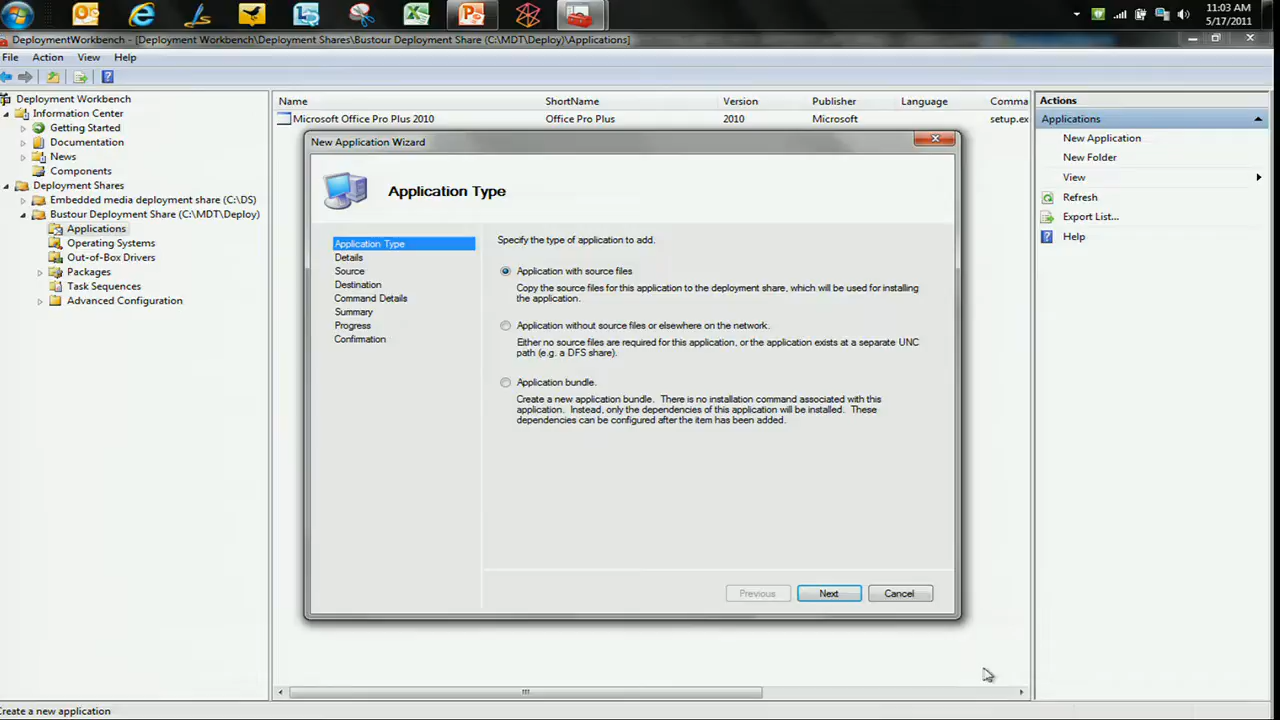 11:03 AM
5/17/2011
DeploymentWorkbench - [Deployment Workbench\Deployment Shares\Bustour Deployment Share (C:\MDT\Deploy)\Applications]
File Action View Help
Deployment Workbench
Information Center
Getting Started
Documentation
News
Components
Deployment Shares
Embedded media deployment share (C:\DS)
Bustour Deployment Share (C:\MDT\Deploy)
Applications
Operating Systems
Out-of-Box Drivers
Packages
Task Sequences
Advanced Configuration
Name ShortName Version Publisher Language Comma
Microsoft Office Pro Plus 2010 Office Pro Plus 2010 Microsoft setup.ex
New Application Wizard
Application Type
Application Type
Details
Source
Destination
Command Details
Summary
Progress
Confirmation
Specify the type of application to add.
Application with source files
Copy the source files for this application to the deployment share, which will be used for installing
the application.
Application without source files or elsewhere on the network.
Either no source files are required for this application, or the application exists at a separate UNC
path (e.g. a DFS share).
Application bundle.
Create a new application bundle. There is no installation command associated with this
application. Instead, only the dependencies of this application will be installed. These
dependencies can be configured after the item has been added.
Previous Next Cancel
Actions
Applications
New Application
New Folder
View
Refresh
Export List...
Help
Create a new application